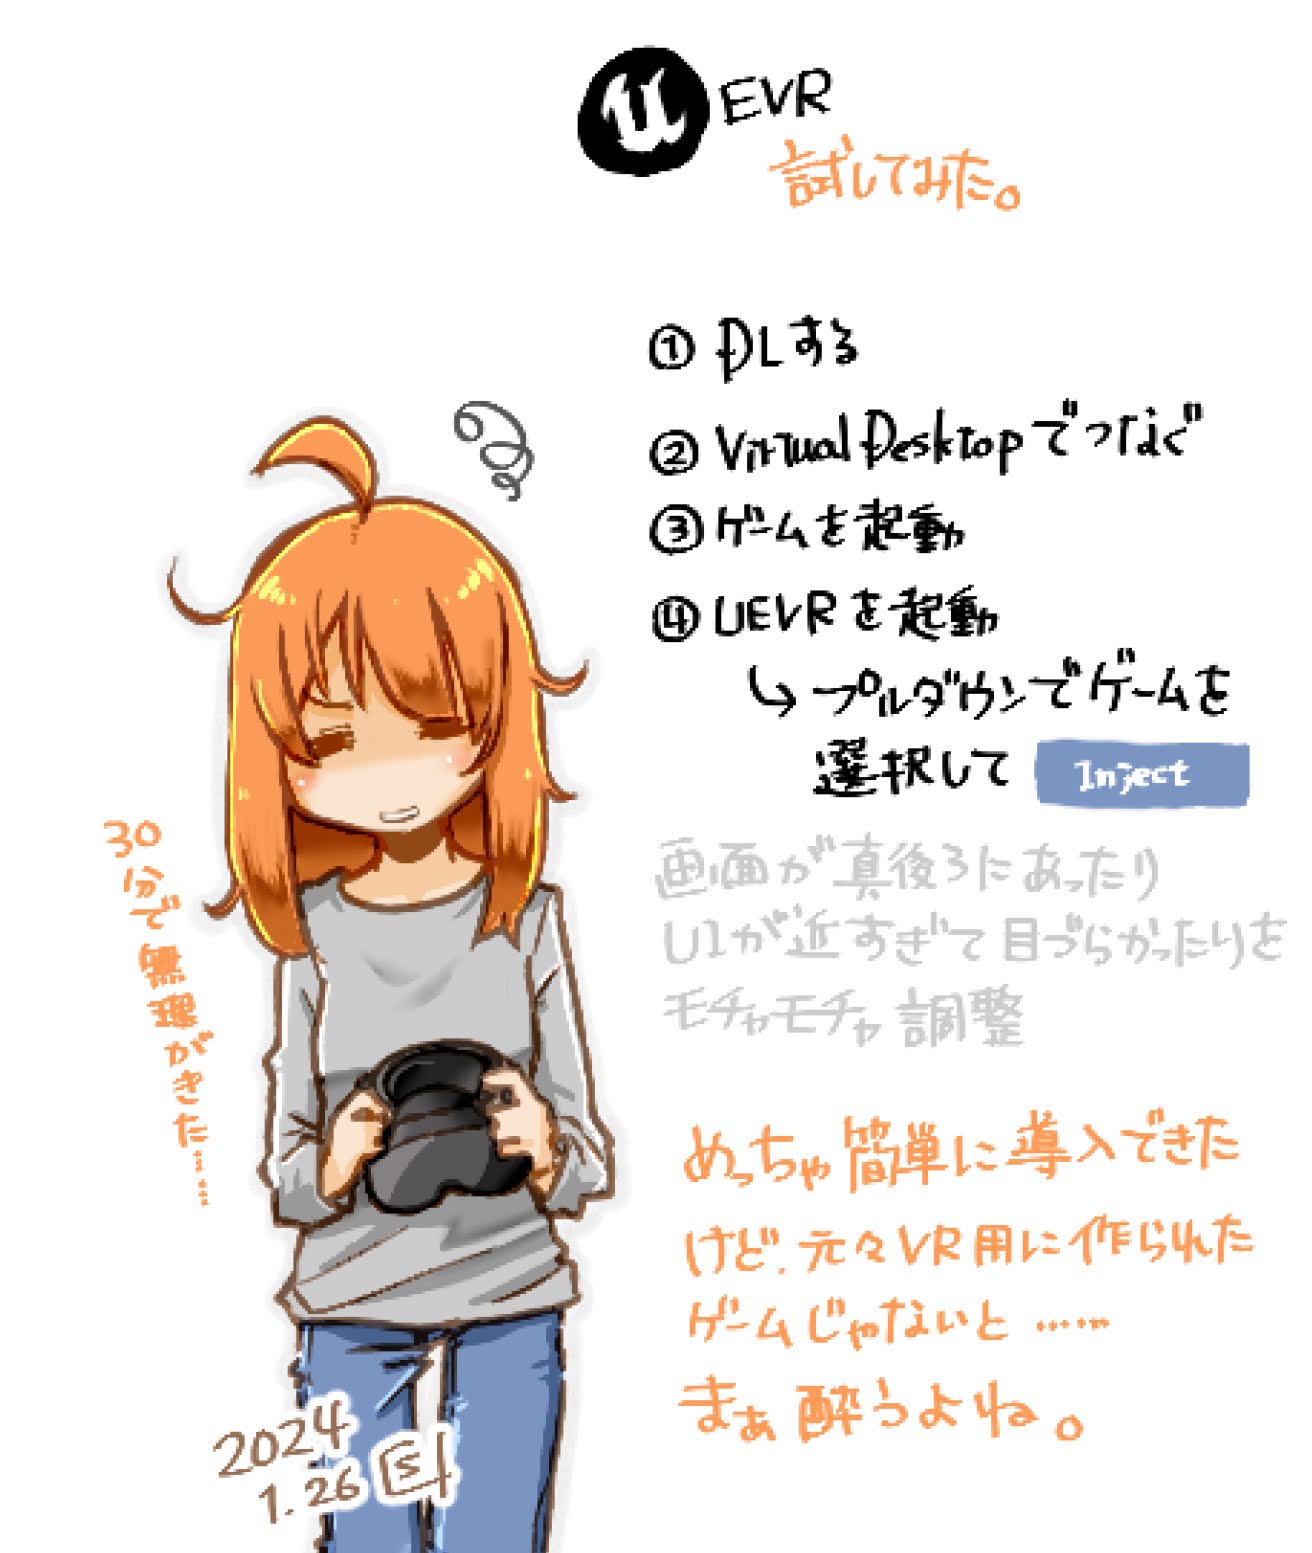 UEVR
試してみた。
① DLする
② Virtual Desktopでつなぐ
③ ゲームを起動
④ UEVRを起動
↳ プルダウンでゲームを
選択して Inject
画面が真後ろにあったり
UIが近すぎて目づらかったりを
モチャモチャ調整
めっちゃ簡単に導入できた
けど、元々VR用に作られた
ゲームじゃないと……
まぁ酔うよね。
30分で無理がきた……
2024
1.26